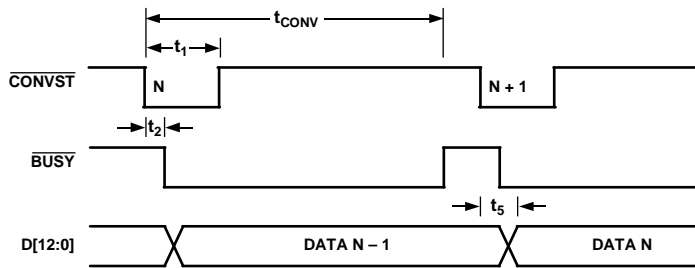 tCONV
t1
CONVST
N
N + 1
t2
BUSY
t5
D[12:0]
DATA N – 1
DATA N